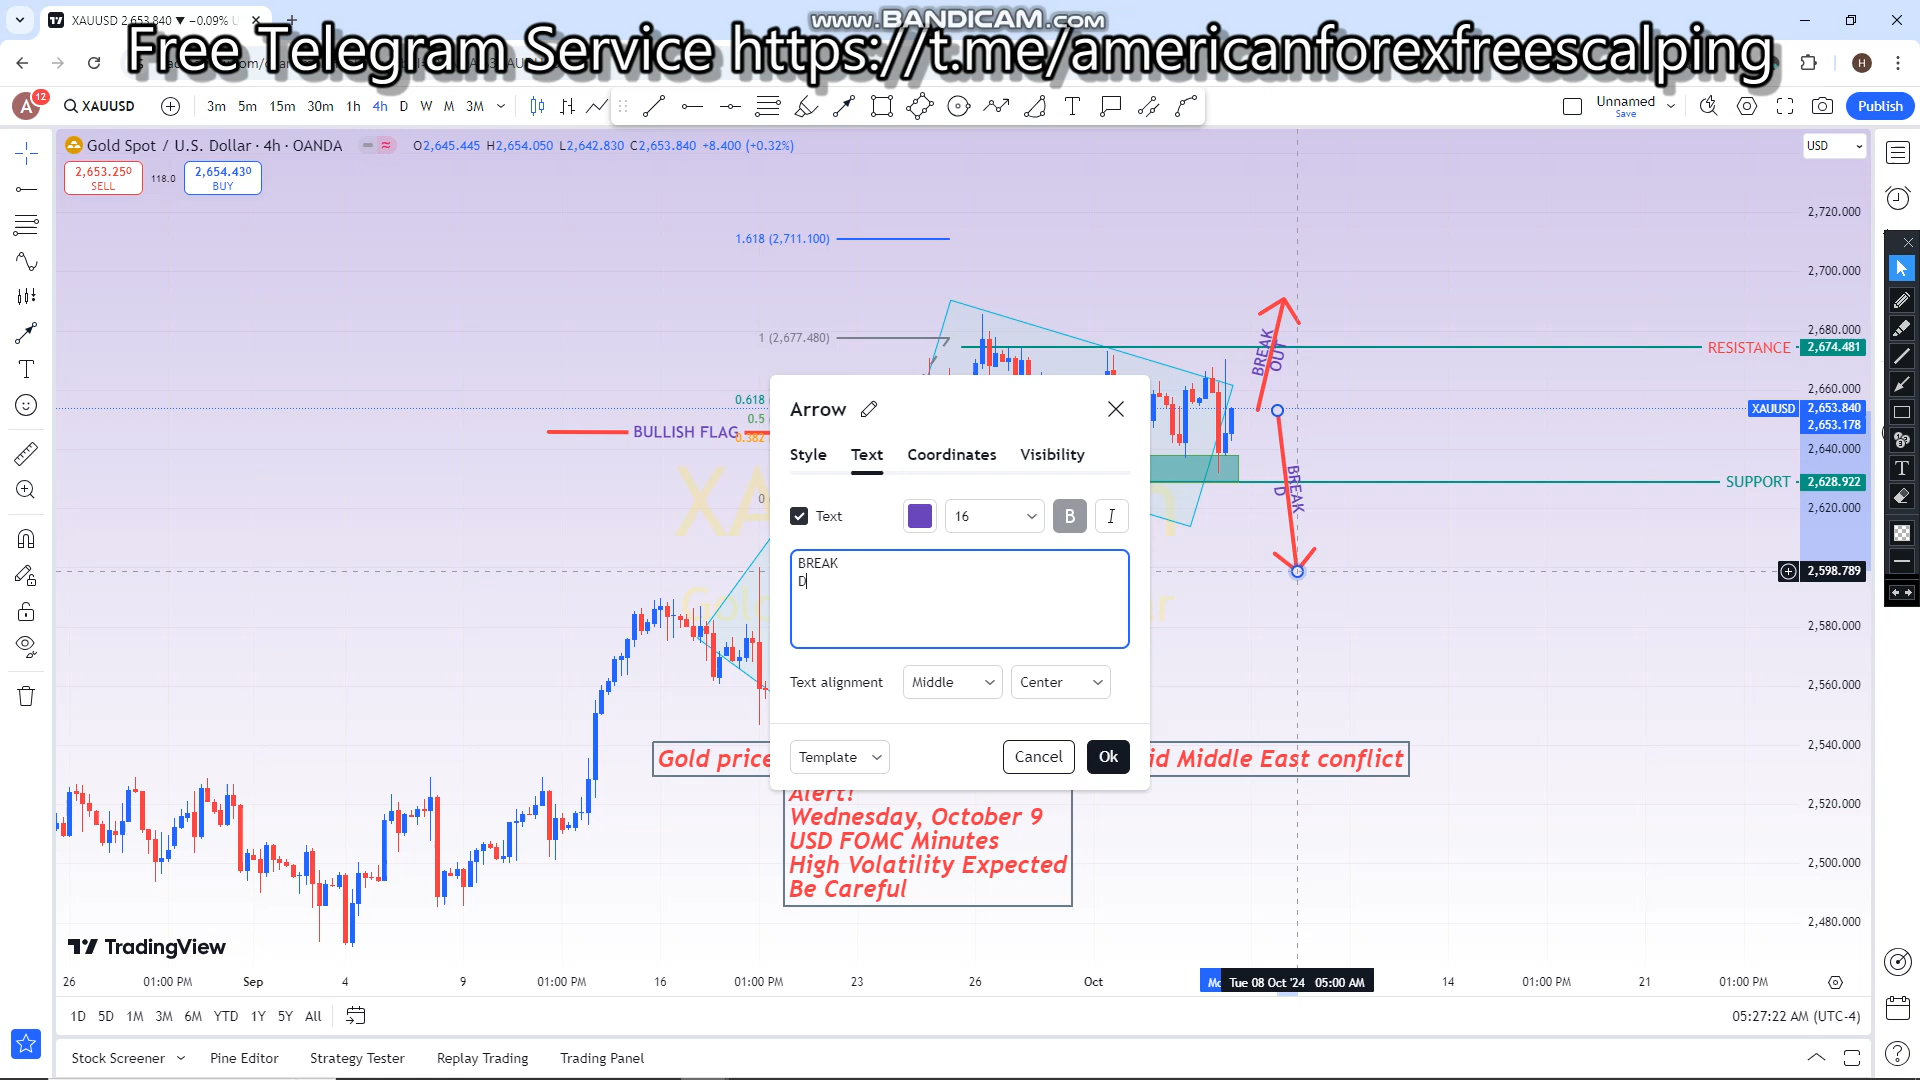 www.BANDICAM.com
XAUUSD 2,653.840 ▼ −0.09% U
Free Telegram Service https://t.me/americanforexfreescalping
H
A
12
XAUUSD
3m 5m 15m 30m 1h 4h D W M 3M
Unnamed
Save
Publish
Gold Spot / U.S. Dollar · 4h · OANDA
O2,645.445 H2,654.050 L2,642.830 C2,653.840 +8.400 (+0.32%)
USD
2,653.250
SELL
118.0
2,654.430
BUY
2,720.000
1.618 (2,711.100)
2,700.000
2,680.000
1 (2,677.480)
BREAK
OUT
RESISTANCE
2,674.481
2,660.000
0.618
XAUUSD
2,653.840
0.5
2,653.178
BULLISH FLAG
0.382
2,640.000
SUPPORT
2,628.922
BREAK
D
0
2,620.000
2,598.789
2,580.000
2,560.000
2,540.000
2,520.000
2,500.000
2,480.000
Arrow
Style Text Coordinates Visibility
Text
16
B
I
BREAK
D
Text alignment
Middle
Center
Template
Cancel
Ok
Gold price
id Middle East conflict
Alert!
Wednesday, October 9
USD FOMC Minutes
High Volatility Expected
Be Careful
TradingView
26 01:00 PM Sep 4 9 01:00 PM 16 01:00 PM 23 26 Oct Mo Tue 08 Oct '24 05:00 AM 14 01:00 PM 21 01:00 PM
1D 5D 1M 3M 6M YTD 1Y 5Y All
05:27:22 AM (UTC-4)
Stock Screener Pine Editor Strategy Tester Replay Trading Trading Panel